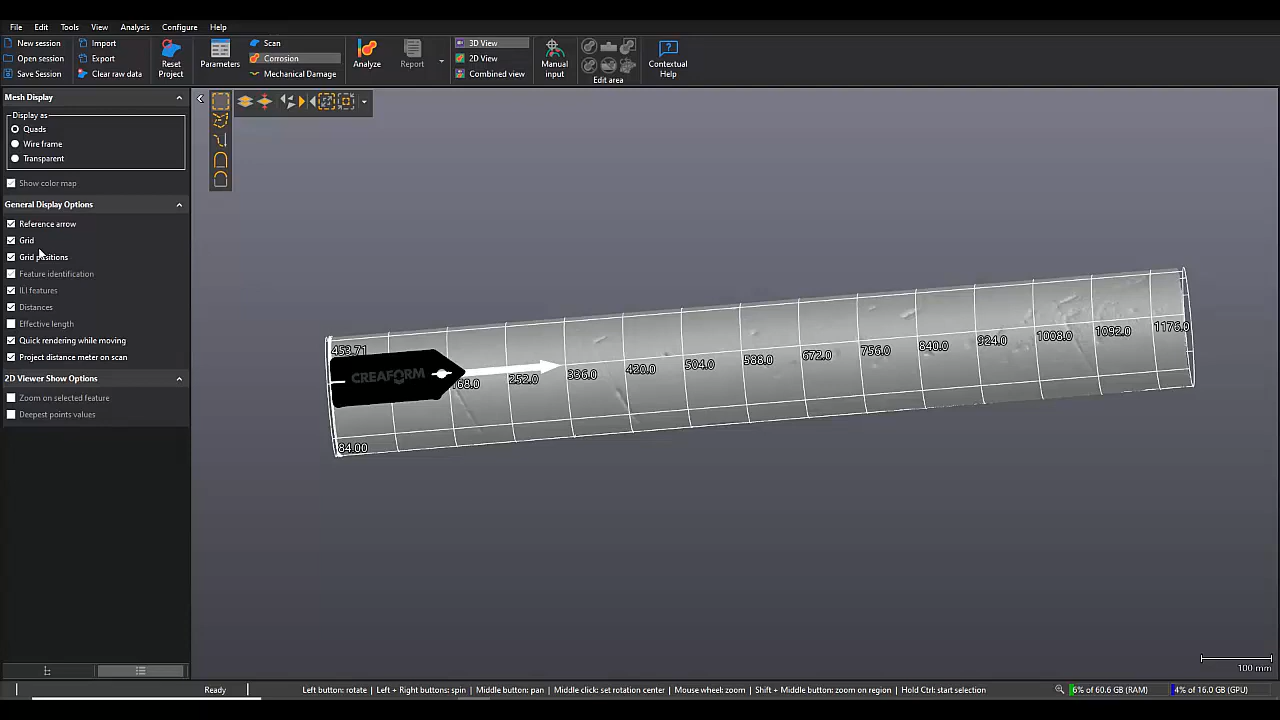 File Edit Tools View Analysis Configure Help
New session Import Reset Project Parameters Scan Analyze Report 3D View Manual input Edit area Contextual Help
Open session Export Corrosion 2D View
Save Session Clear raw data Mechanical Damage Combined view
Mesh Display
Display as
Quads
Wire frame
Transparent
Show color map
General Display Options
Reference arrow
Grid
Grid positions
Feature identification
ILI features
Distances
Effective length
Quick rendering while moving
Project distance meter on scan
2D Viewer Show Options
Zoom on selected feature
Deepest points values
453.71
CREAFORM
168.0 252.0 336.0 420.0 504.0 588.0 672.0 756.0 840.0 924.0 1008.0 1092.0 1176.0
84.00
100 mm
Ready Left button: rotate | Left + Right buttons: spin | Middle button: pan | Middle click: set rotation center | Mouse wheel: zoom | Shift + Middle button: zoom on region | Hold Ctrl: start selection 6% of 60.6 GB (RAM) 4% of 16.0 GB (GPU)